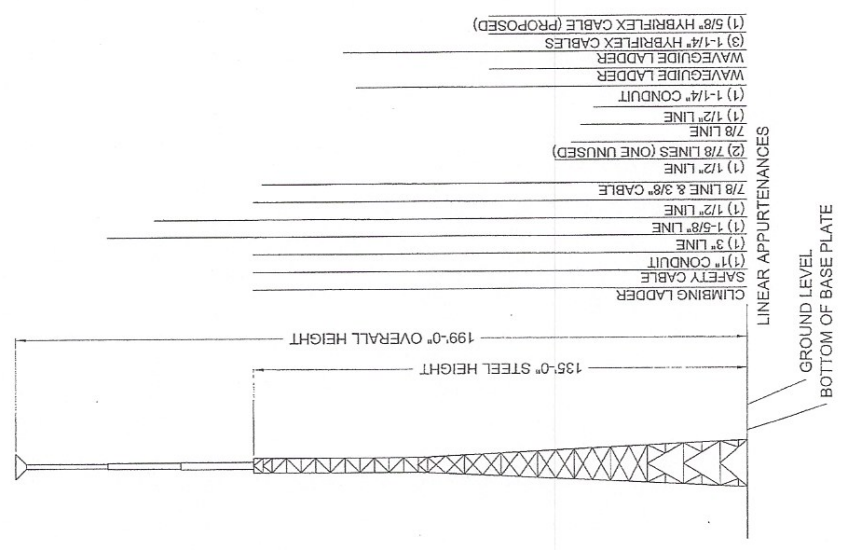 135'-0" STEEL HEIGHT
199'-0" OVERALL HEIGHT
CLIMBING LADDER
SAFETY CABLE
(1)1" CONDUIT
(1) 3" LINE
(1) 1-5/8" LINE
(1) 1/2" LINE
7/8 LINE & 3/8" CABLE
(1) 1/2" LINE
(2) 7/8 LINES (ONE UNUSED)
7/8 LINE
(1) 1/2" LINE
(1) 1-1/4" CONDUIT
WAVEGUIDE LADDER
WAVEGUIDE LADDER
(3) 1-1/4" HYBRIFLEX CABLES
(1) 5/8" HYBRIFLEX CABLE (PROPOSED)
LINEAR APPURTENANCES
GROUND LEVEL
BOTTOM OF BASE PLATE